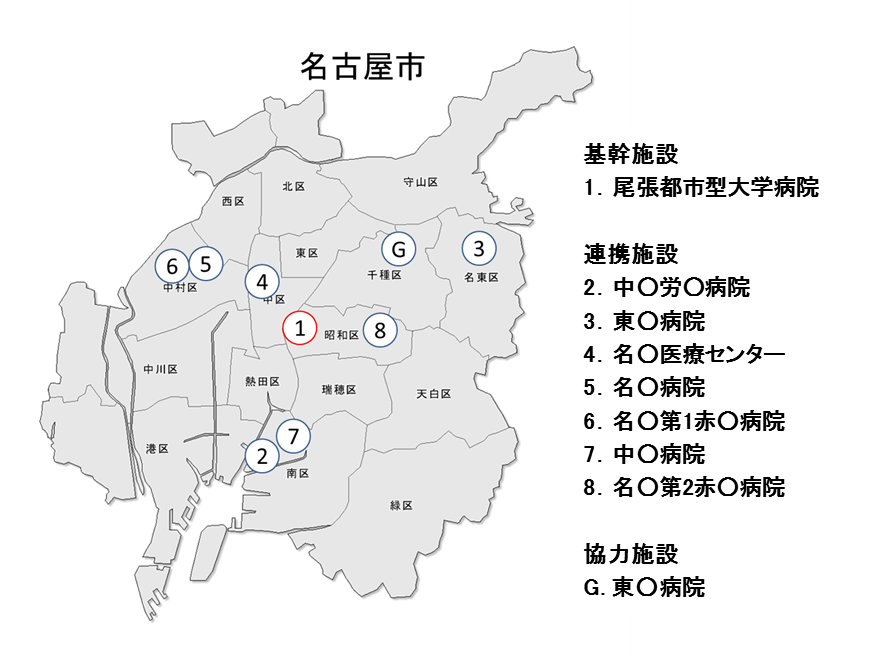 名古屋市
基幹施設
1. 尾張都市型大学病院
連携施設
2. 中〇労〇病院
3. 東〇病院
4. 名〇医療センター
5. 名〇病院
6. 名〇第1赤〇病院
7. 中〇病院
8. 名〇第2赤〇病院
協力施設
G. 東〇病院
守山区
北区
西区
東区
G
3
千種区
名東区
6
5
中村区
4
中区
1
昭和区
8
中川区
熱田区
瑞穂区
天白区
港区
7
2
南区
緑区